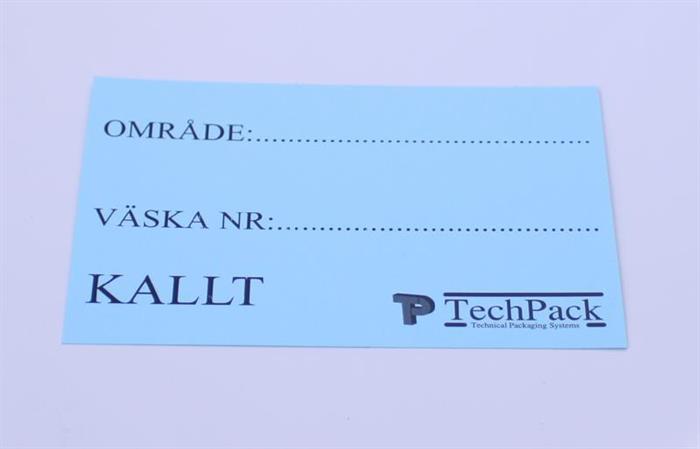 OMRÅDE:..................................................
VÄSKA NR:................................................
KALLT
TP TechPack
Technical Packaging Systems